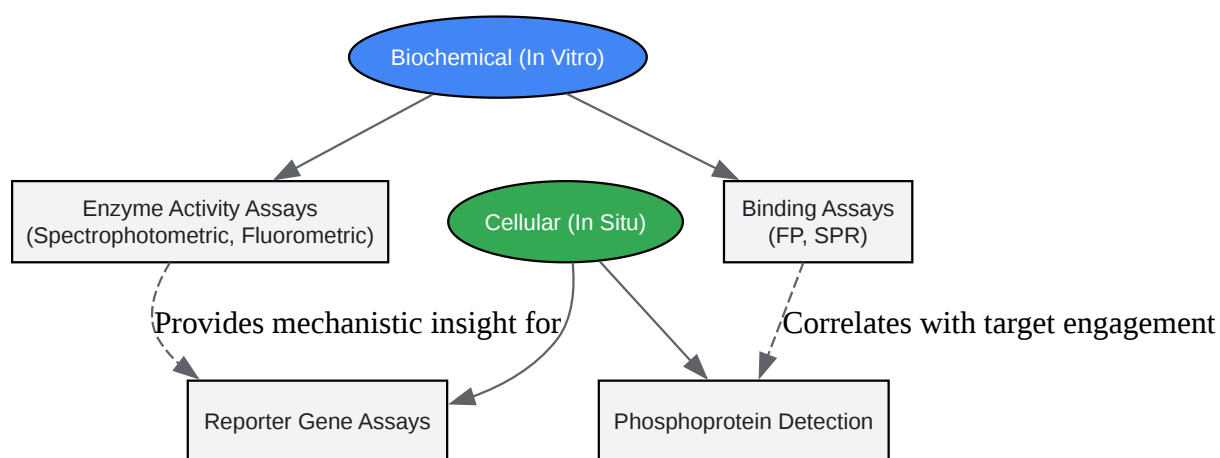 Biochemical (In Vitro)
Enzyme Activity Assays
(Spectrophotometric, Fluorometric)
Cellular (In Situ)
Binding Assays
(FP, SPR)
Provides mechanistic insight for
Correlates with target engagement
Reporter Gene Assays
Phosphoprotein Detection